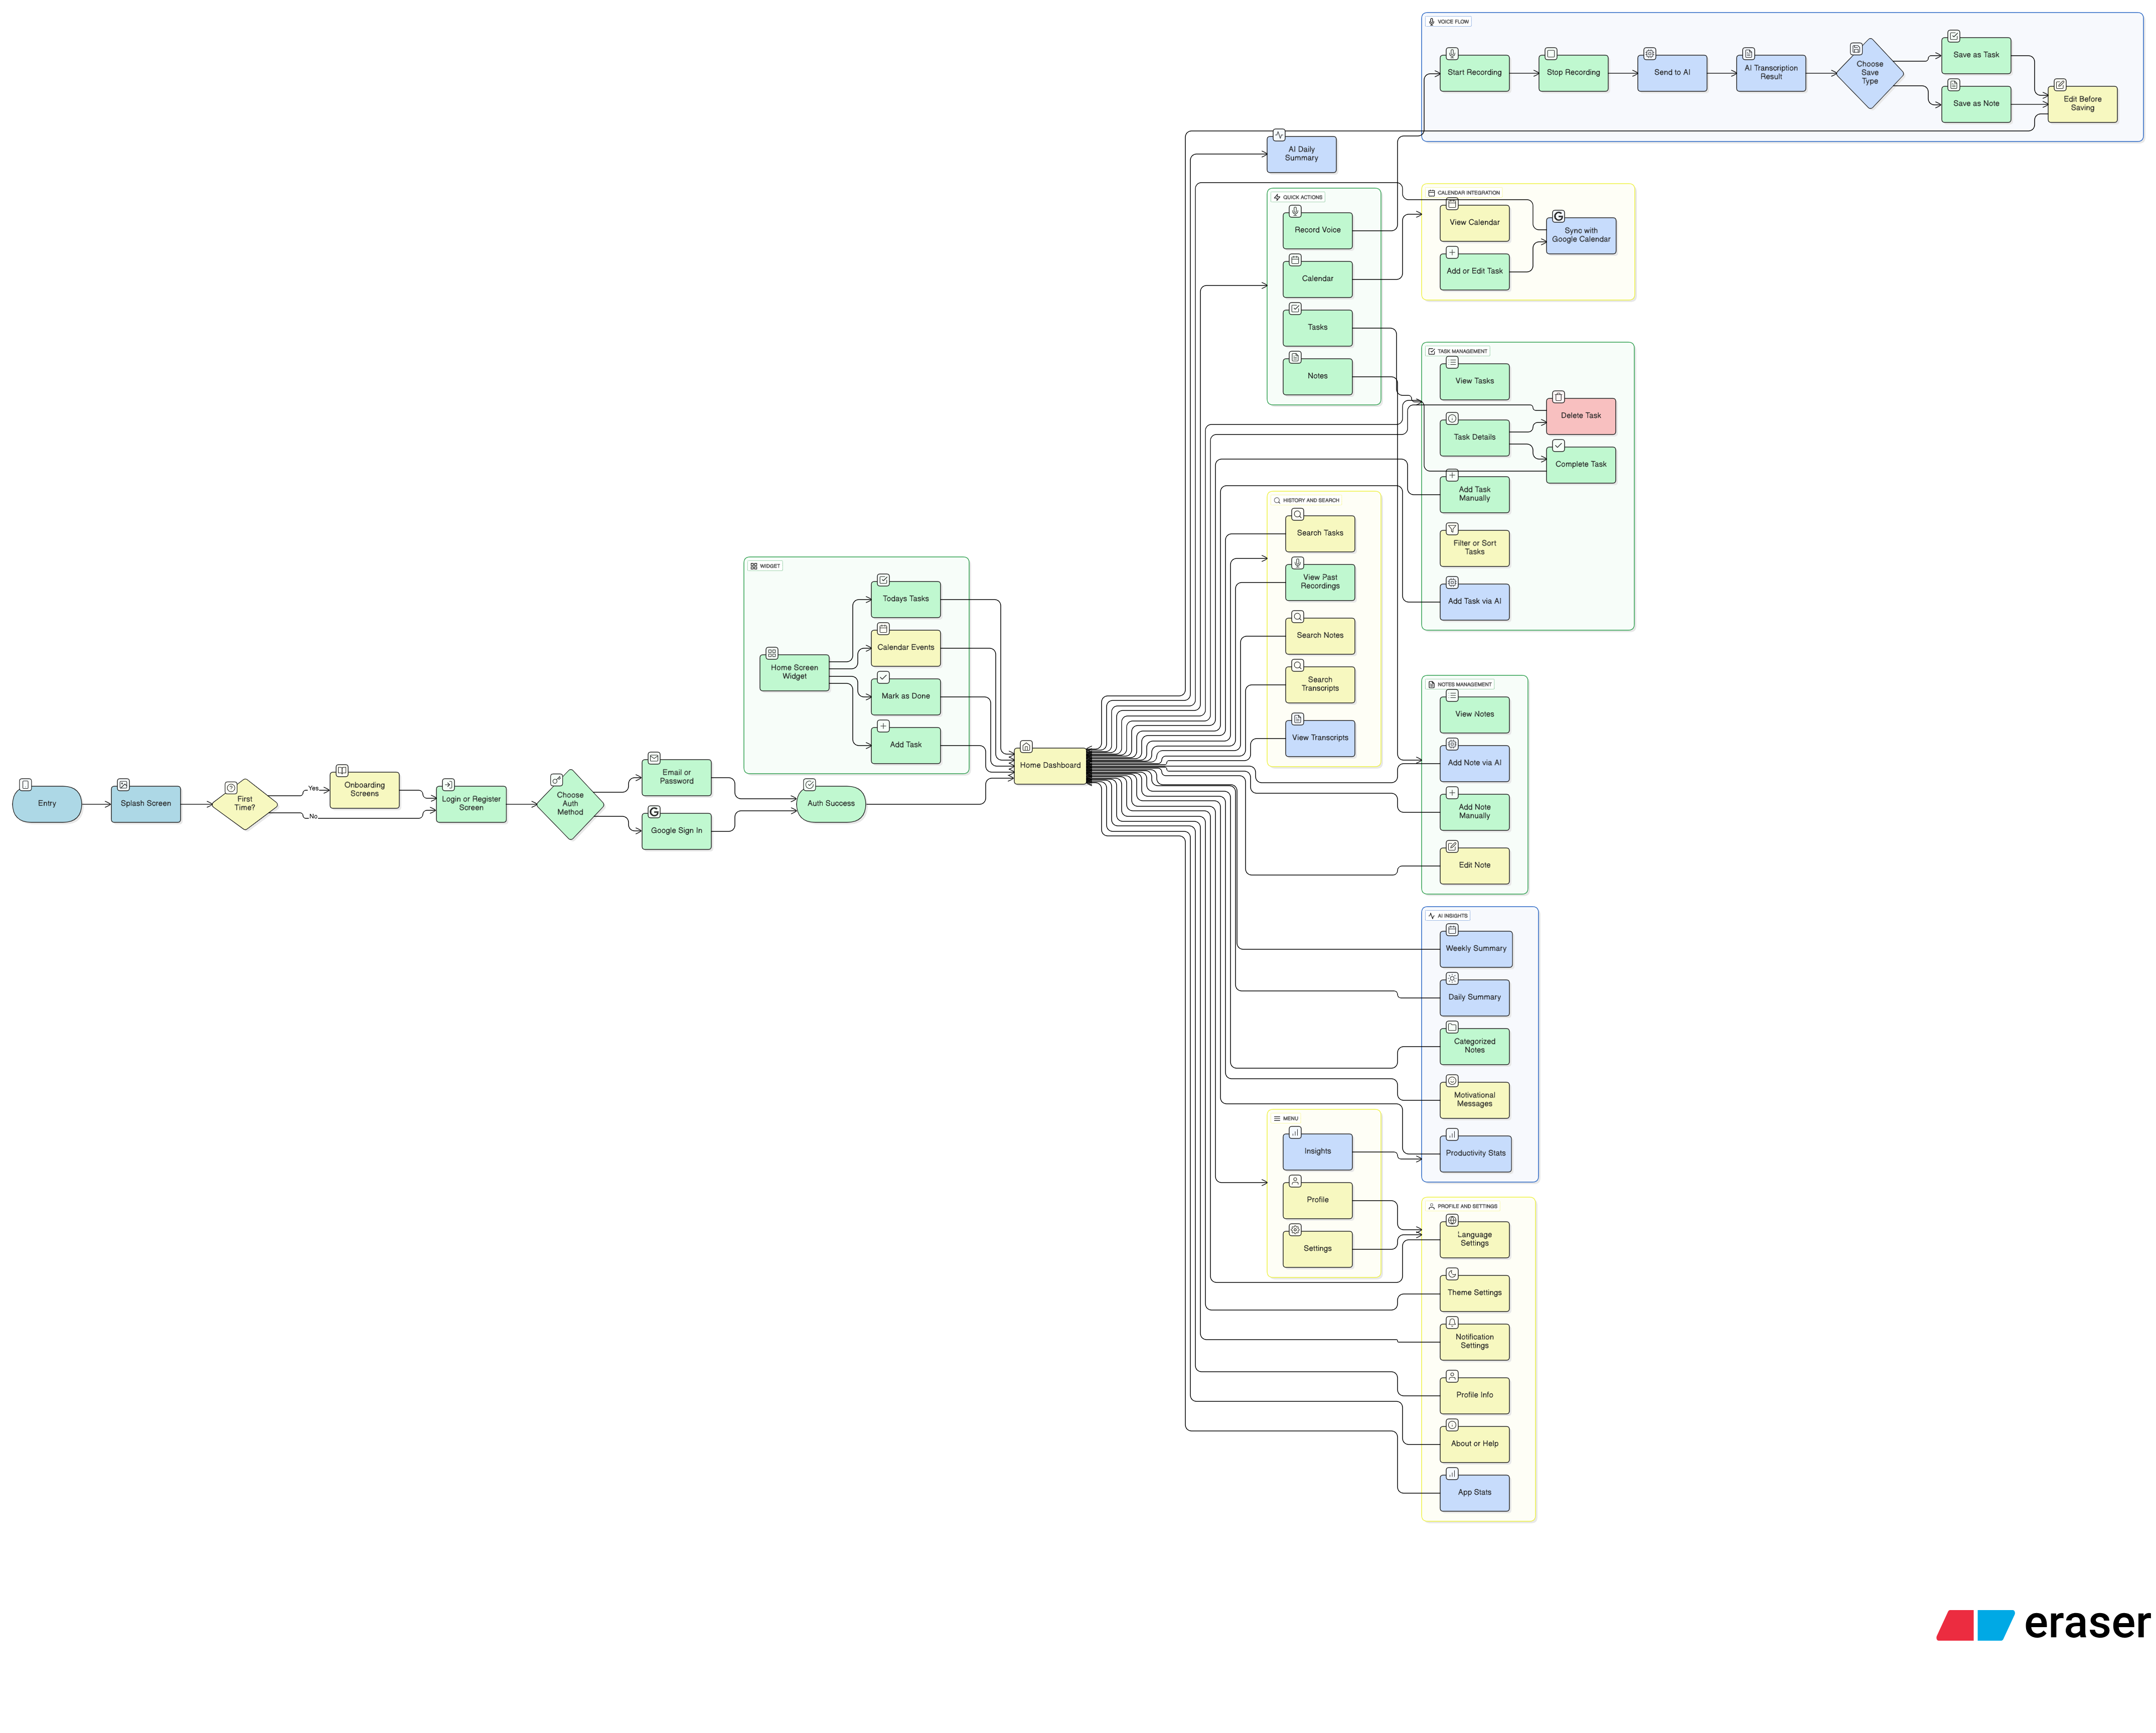 VOICE FLOW
Start Recording
Stop Recording
Send to AI
AI Transcription
Result
Choose
Save
Type
Save as Task
Save as Note
Edit Before
Saving
AI Daily
Summary
QUICK ACTIONS
Record Voice
Calendar
Tasks
Notes
CALENDAR INTEGRATION
View Calendar
Add or Edit Task
Sync with
Google Calendar
TASK MANAGEMENT
View Tasks
Task Details
Delete Task
Complete Task
Add Task
Manually
Filter or Sort
Tasks
Add Task via AI
HISTORY AND SEARCH
Search Tasks
View Past
Recordings
Search Notes
Search
Transcripts
View Transcripts
WIDGET
Home Screen
Widget
Todays Tasks
Calendar Events
Mark as Done
Add Task
Entry
Splash Screen
First
Time?
Yes
No
Onboarding
Screens
Login or Register
Screen
Choose
Auth
Method
Email or
Password
Google Sign In
Auth Success
Home Dashboard
NOTES MANAGEMENT
View Notes
Add Note via AI
Add Note
Manually
Edit Note
AI INSIGHTS
Weekly Summary
Daily Summary
Categorized
Notes
Motivational
Messages
Productivity Stats
MENU
Insights
Profile
Settings
PROFILE AND SETTINGS
Language
Settings
Theme Settings
Notification
Settings
Profile Info
About or Help
App Stats
eraser